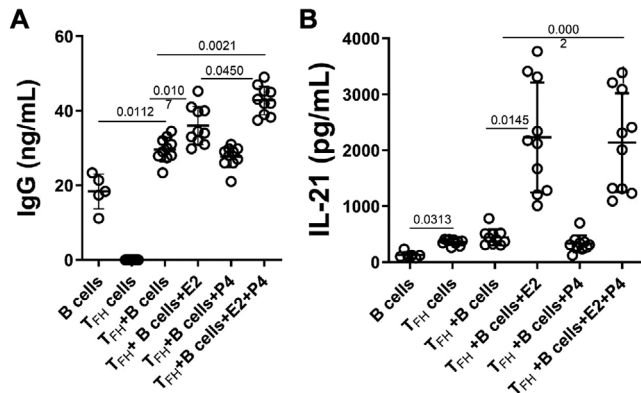 A
IgG (ng/mL)
60
40
20
0
0.0021
0.010
7
0.0450
0.0112
B cells
TFH cells
TFH+B cells
TFH+ B cells+E2
TFH+B cells+P4
TFH+B cells+E2+P4
B
IL-21 (pg/mL)
4000
3000
2000
1000
0
0.000
2
0.0145
0.0313
B cells
TFH cells
TFH +B cells
TFH +B cells+E2
TFH +B cells+P4
TFH +B cells+E2+P4